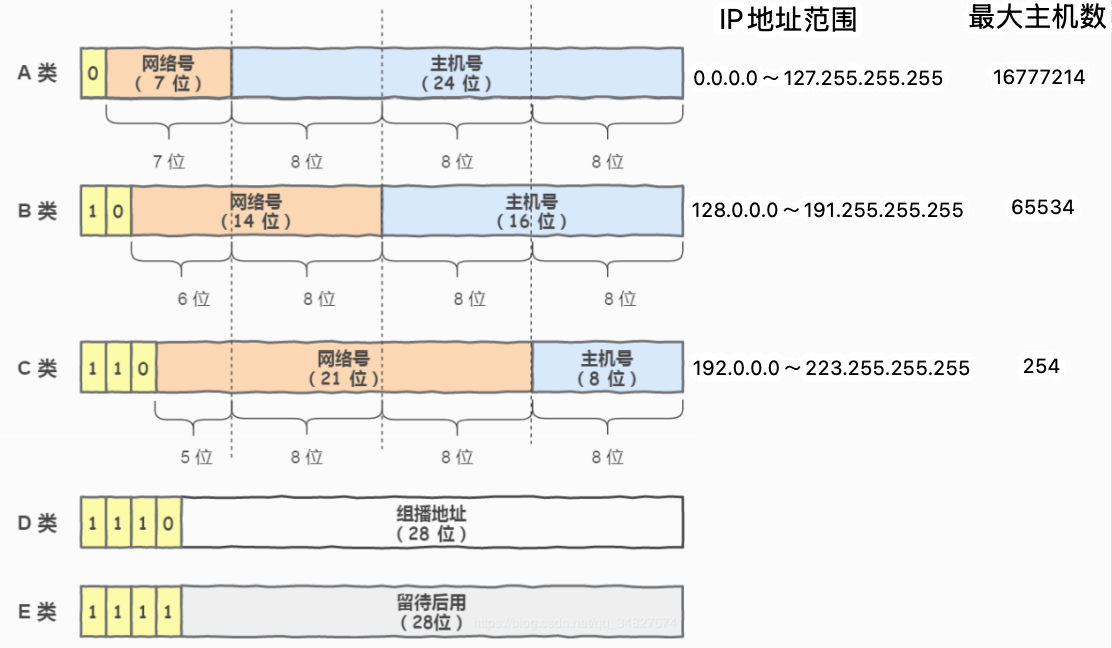 IP地址范围 最大主机数
A 类 0 网络号 主机号 0.0.0.0～127.255.255.255 16777214
（ 7 位） （24 位）
7 位 8 位 8 位 8 位
B 类 1 0 网络号 主机号 128.0.0.0～191.255.255.255 65534
（14 位） （16 位）
6 位 8 位 8 位 8 位
C 类 1 1 0 网络号 主机号 192.0.0.0～223.255.255.255 254
（21 位） （8 位）
5 位 8 位 8 位 8 位
D 类 1 1 1 0 组播地址
（28 位）
E 类 1 1 1 1 留待后用
（28位）
https://blog.csdn.net/qq_34827674